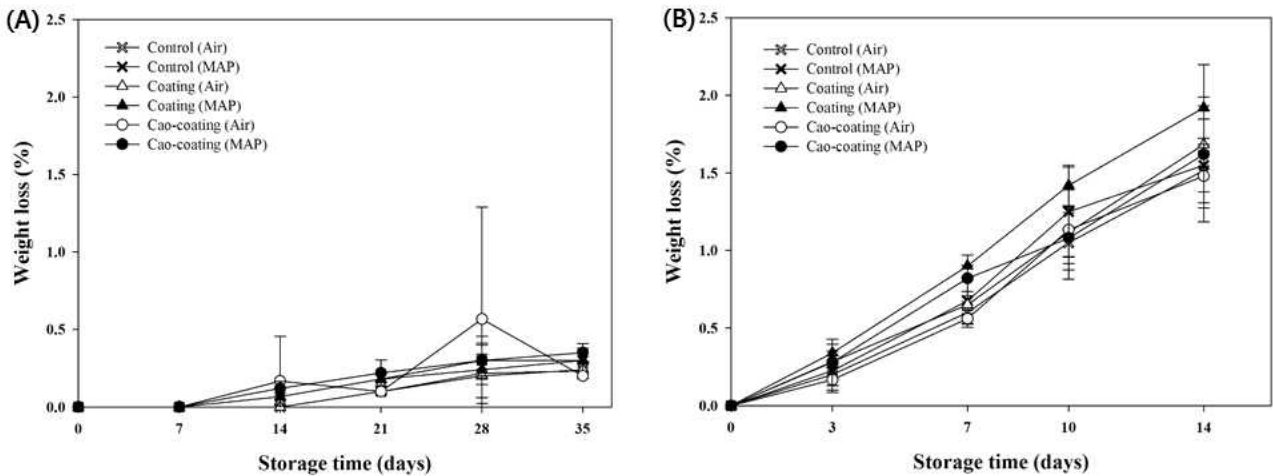 (A)
2.5
2.0
1.5
1.0
0.5
0.0
Weight loss (%)
Control (Air)
Control (MAP)
Coating (Air)
Coating (MAP)
Cao-coating (Air)
Cao-coating (MAP)
0 7 14 21 28 35
Storage time (days)
(B)
2.5
2.0
1.5
1.0
0.5
0.0
Weight loss (%)
Control (Air)
Control (MAP)
Coating (Air)
Coating (MAP)
Cao-coating (Air)
Cao-coating (MAP)
0 3 7 10 14
Storage time (days)